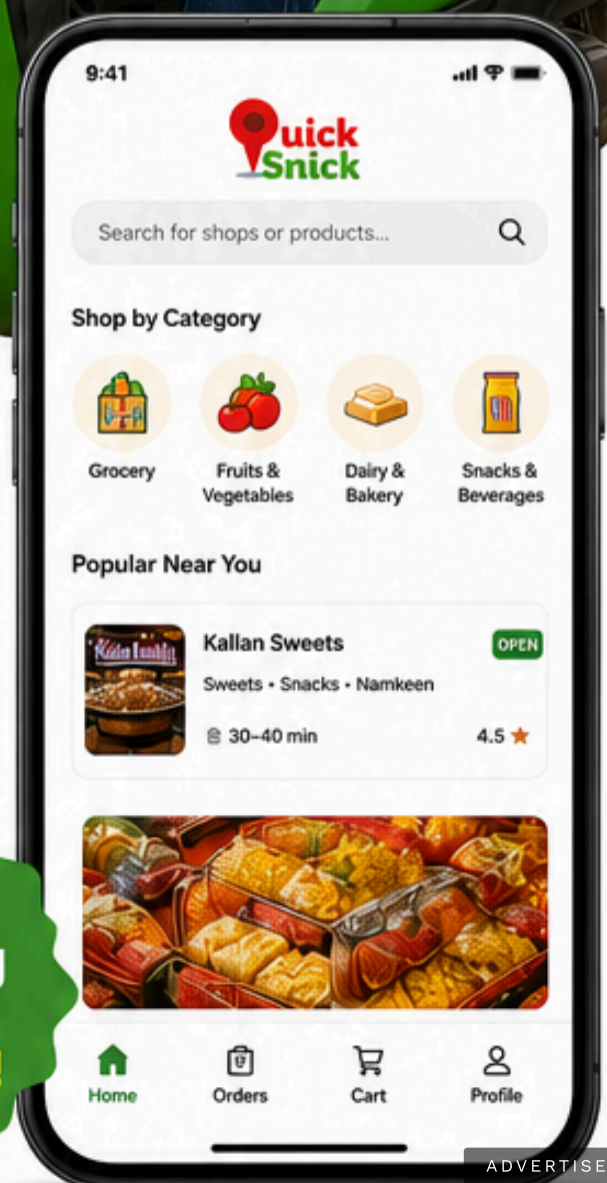 9:41
Quick
Snick
Search for shops or products...
Shop by Category
Grocery
Fruits &
Vegetables
Dairy &
Bakery
Snacks &
Beverages
Popular Near You
Kallan Sweets
OPEN
Sweets • Snacks • Namkeen
30–40 min
4.5
Home
Orders
Cart
Profile
ADVERTISE